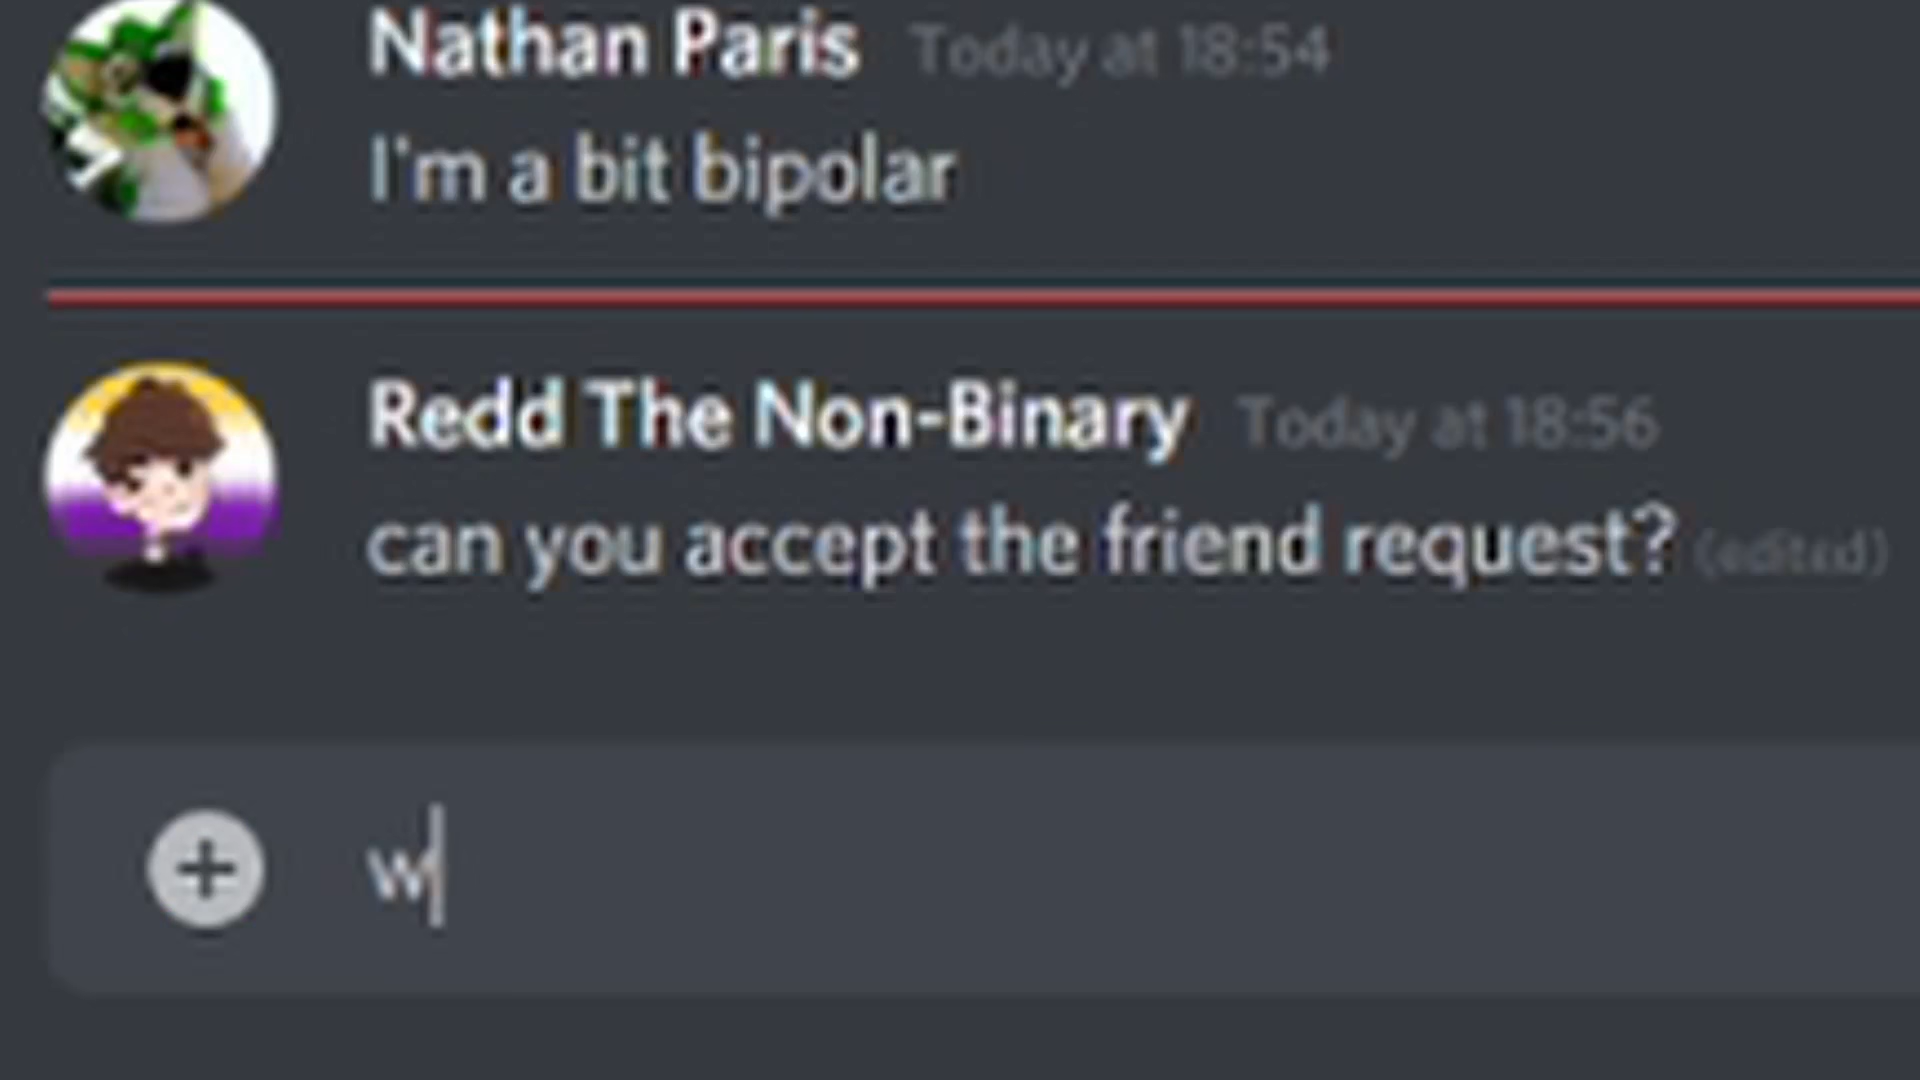 Nathan Paris Today at 18:54
I'm a bit bipolar
Redd The Non-Binary Today at 18:56
can you accept the friend request? (edited)
w